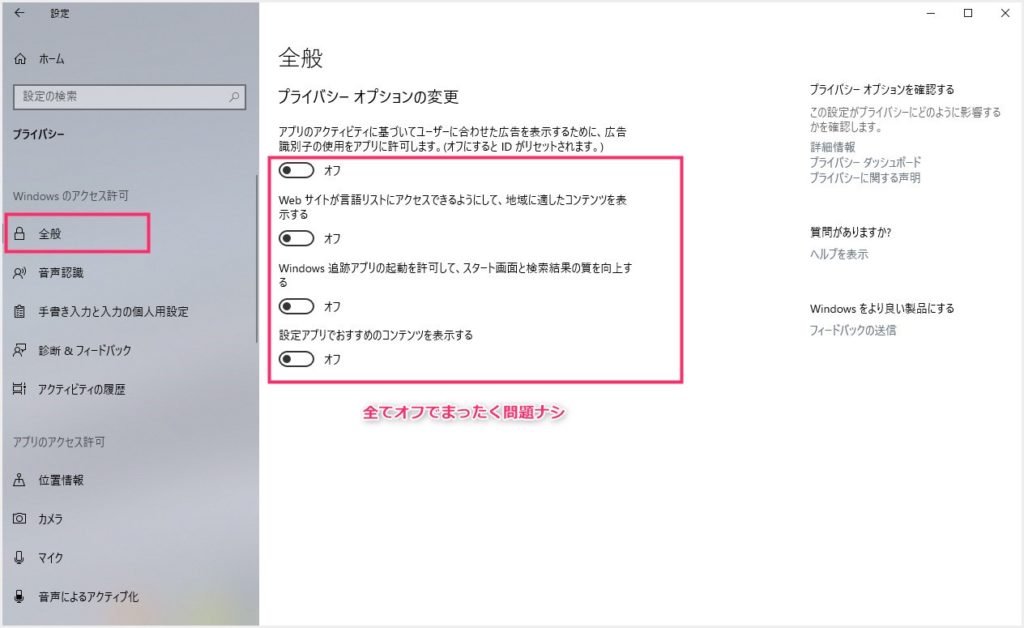 設定
ホーム
設定の検索
プライバシー
Windows のアクセス許可
全般
音声認識
手書き入力と入力の個人用設定
診断 & フィードバック
アクティビティの履歴
アプリのアクセス許可
位置情報
カメラ
マイク
音声によるアクティブ化
全般
プライバシー オプションの変更
アプリのアクティビティに基づいてユーザーに合わせた広告を表示するために、広告
識別子の使用をアプリに許可します。(オフにすると ID がリセットされます。)
オフ
Web サイトが言語リストにアクセスできるようにして、地域に適したコンテンツを表
示する
オフ
Windows 追跡アプリの起動を許可して、スタート画面と検索結果の質を向上す
る
オフ
設定アプリでおすすめのコンテンツを表示する
オフ
全てオフでまったく問題ナシ
プライバシー オプションを確認する
この設定がプライバシーにどのように影響する
かを確認します。
詳細情報
プライバシー ダッシュボード
プライバシーに関する声明
質問がありますか?
ヘルプを表示
Windows をより良い製品にする
フィードバックの送信